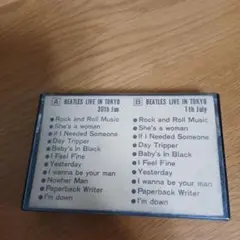 A BEATLES LIVE IN TOKYO
30th Jun
Rock and Roll Music
She's a woman
If I Needed Someone
Day Tripper
Baby's In Black
I Feel Fine
Yesterday
I wanna be your man
Nowher Man
Paperback Writer
I'm down
B BEATLES LIVE IN TOKYO
1th July
Rock and Roll Music
She's a woman
If I Needed Someone
Day Tripper
Baby's In Black
I Feel Fine
Yesterday
I wanna be your man
Nowher Man
Paperback Writer
I'm down